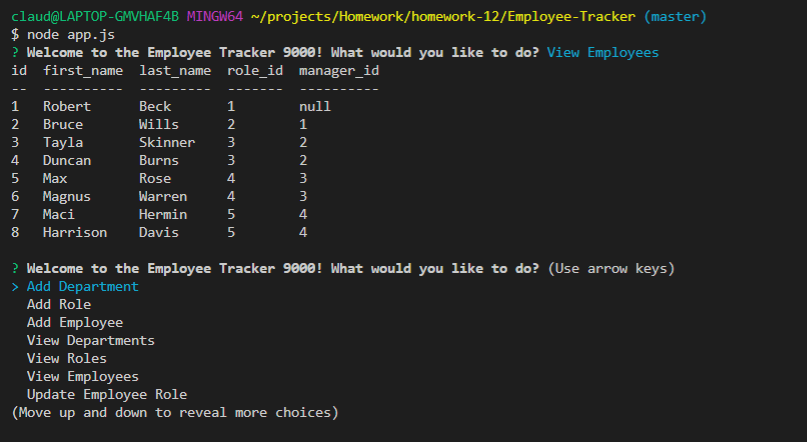 claud@LAPTOP-GMVHAF4B MINGW64 ~/projects/Homework/homework-12/Employee-Tracker (master)
$ node app.js
? Welcome to the Employee Tracker 9000! What would you like to do? View Employees
id  first_name  last_name  role_id  manager_id
--  ----------  ---------  -------  ----------
1   Robert      Beck       1        null
2   Bruce       Wills      2        1
3   Tayla       Skinner    3        2
4   Duncan      Burns      3        2
5   Max         Rose       4        3
6   Magnus      Warren     4        3
7   Maci        Hermin     5        4
8   Harrison    Davis      5        4
? Welcome to the Employee Tracker 9000! What would you like to do? (Use arrow keys)
> Add Department
  Add Role
  Add Employee
  View Departments
  View Roles
  View Employees
  Update Employee Role
(Move up and down to reveal more choices)